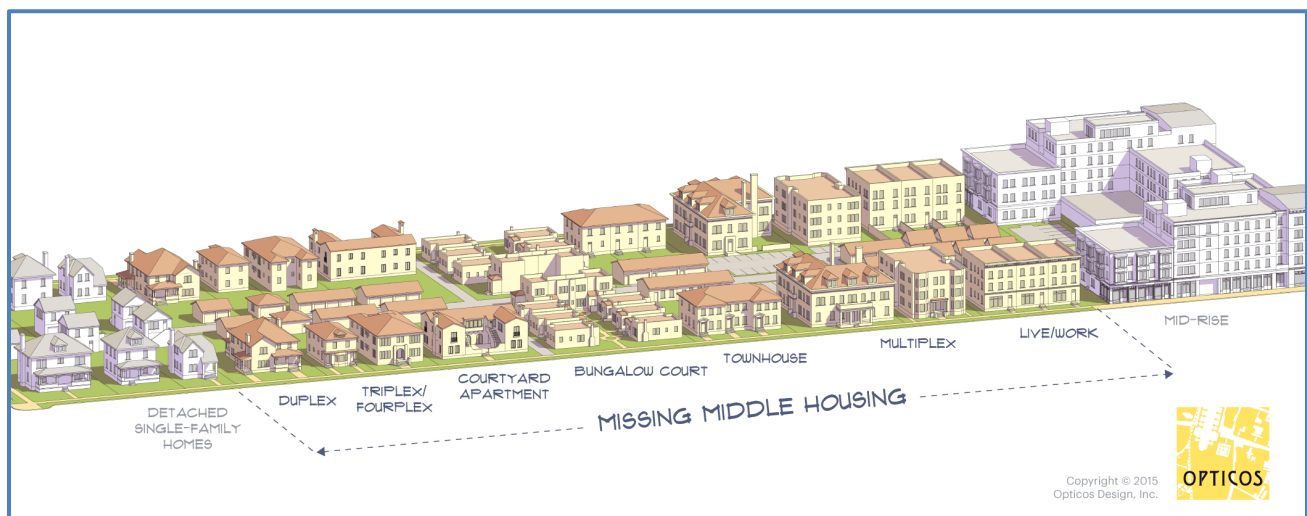 DETACHED
SINGLE-FAMILY
HOMES
DUPLEX
TRIPLEX/
FOURPLEX
COURTYARD
APARTMENT
BUNGALOW COURT
TOWNHOUSE
MULTIPLEX
LIVE/WORK
MID-RISE
MISSING MIDDLE HOUSING
Copyright © 2015
Opticos Design, Inc.
OPTICOS